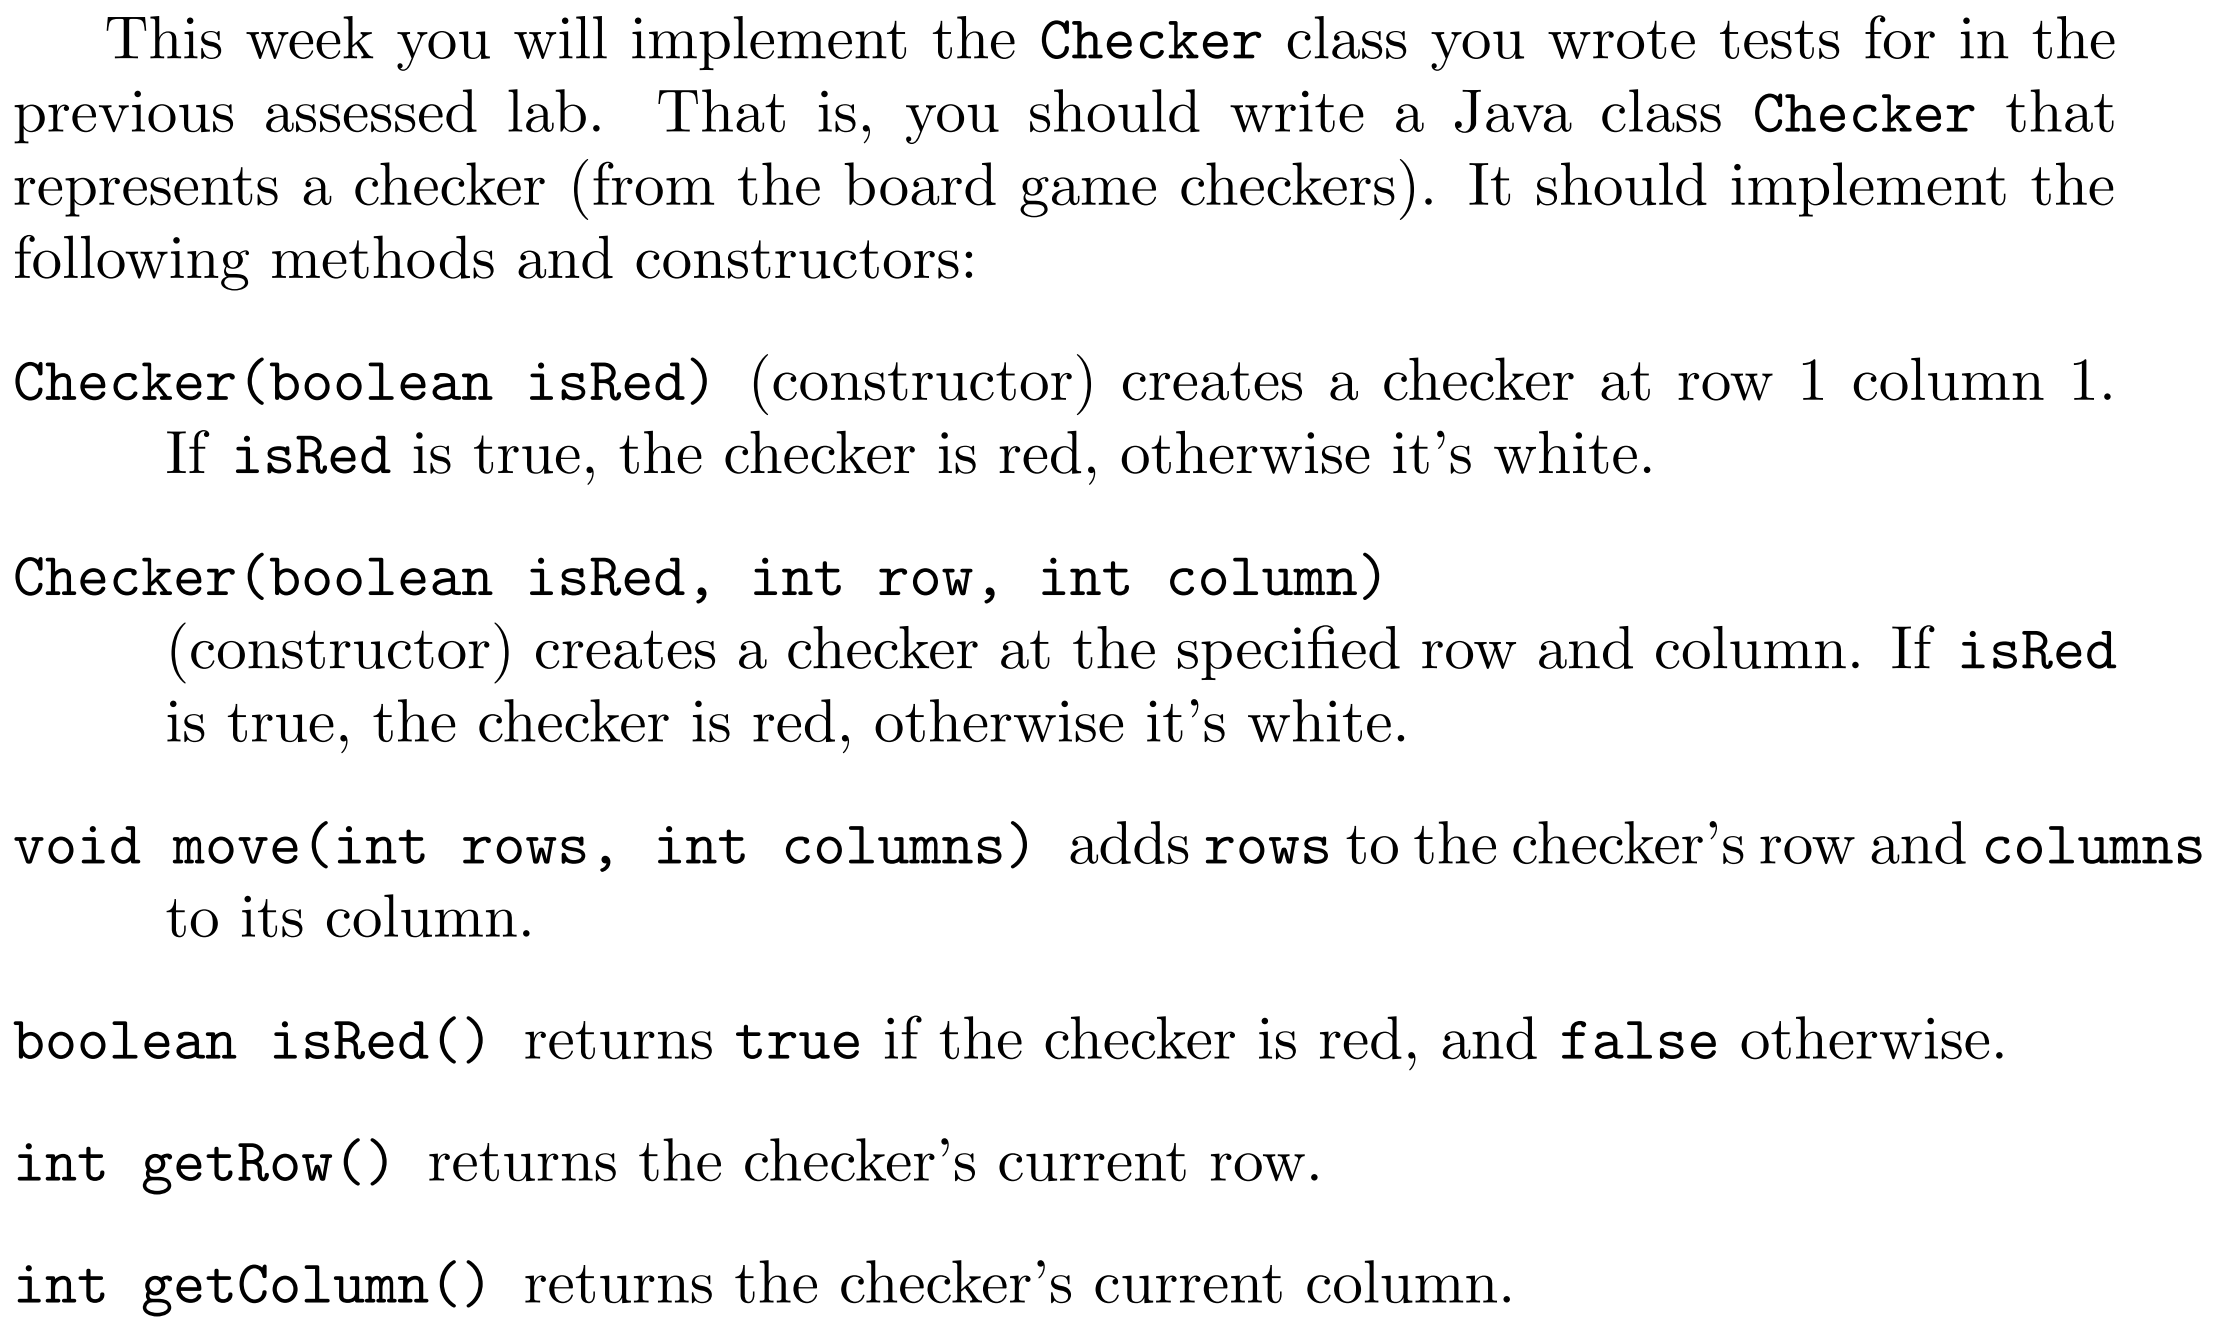 This week you will implement the Checker class you wrote tests for in the
previous assessed lab. That is, you should write a Java class Checker that
represents a checker (from the board game checkers). It should implement the
following methods and constructors:
Checker(boolean isRed) (constructor) creates a checker at row 1 column 1.
If isRed is true, the checker is red, otherwise it's white.
Checker(boolean isRed, int row, int column)
(constructor) creates a checker at the specified row and column. If isRed
is true, the checker is red, otherwise it's white.
void move(int rows, int columns) adds rows to the checker's row and columns
to its column.
boolean isRed() returns true if the checker is red, and false otherwise.
int getRow() returns the checker's current row.
int getColumn() returns the checker's current column.